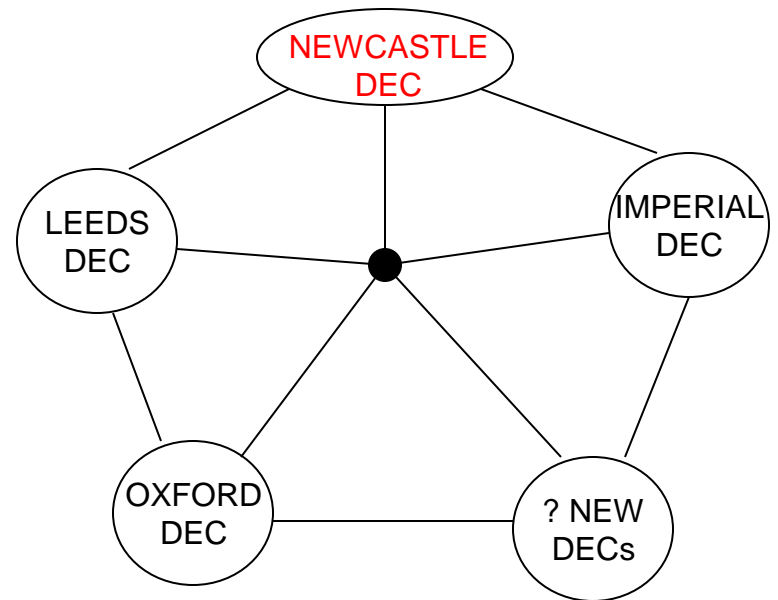 NEWCASTLE
DEC
LEEDS
DEC
IMPERIAL
DEC
OXFORD
DEC
? NEW
DECs